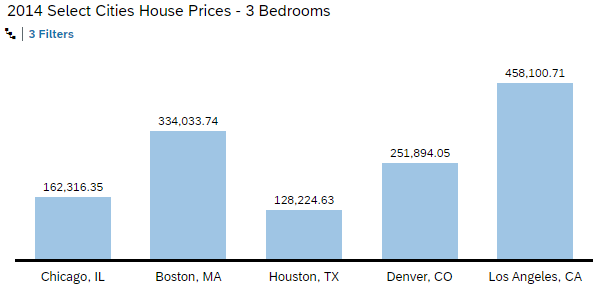 2014 Select Cities House Prices - 3 Bedrooms
3 Filters
458,100.71
334,033.74
251,894.05
162,316.35
128,224.63
Chicago, IL Boston, MA Houston, TX Denver, CO Los Angeles, CA